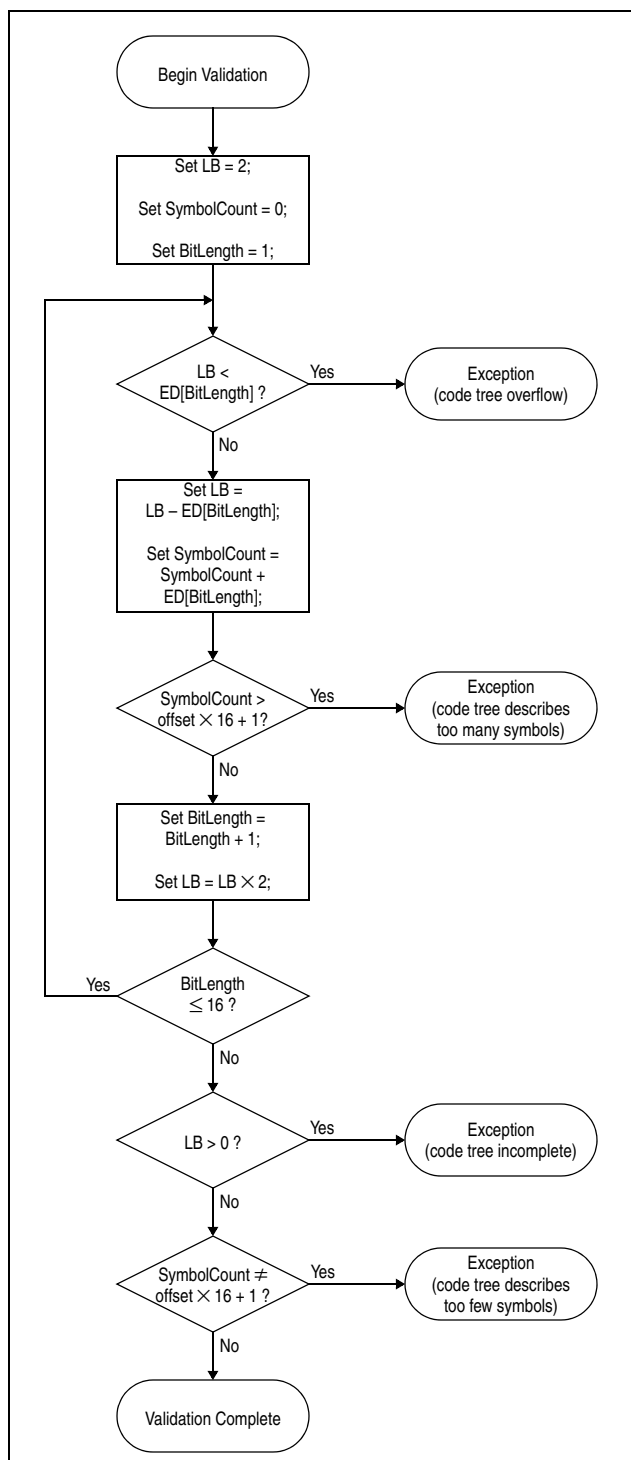 Begin Validation
Set LB = 2;
Set SymbolCount = 0;
Set BitLength = 1;
LB <
ED[BitLength] ?
Yes
Exception
(code tree overflow)
No
Set LB =
LB – ED[BitLength];
Set SymbolCount =
SymbolCount +
ED[BitLength];
SymbolCount >
offset × 16 + 1?
Yes
Exception
(code tree describes
too many symbols)
No
Set BitLength =
BitLength + 1;
Set LB = LB × 2;
Yes
BitLength
≤ 16 ?
No
LB > 0 ?
Yes
Exception
(code tree incomplete)
No
SymbolCount ≠
offset × 16 + 1 ?
Yes
Exception
(code tree describes
too few symbols)
No
Validation Complete